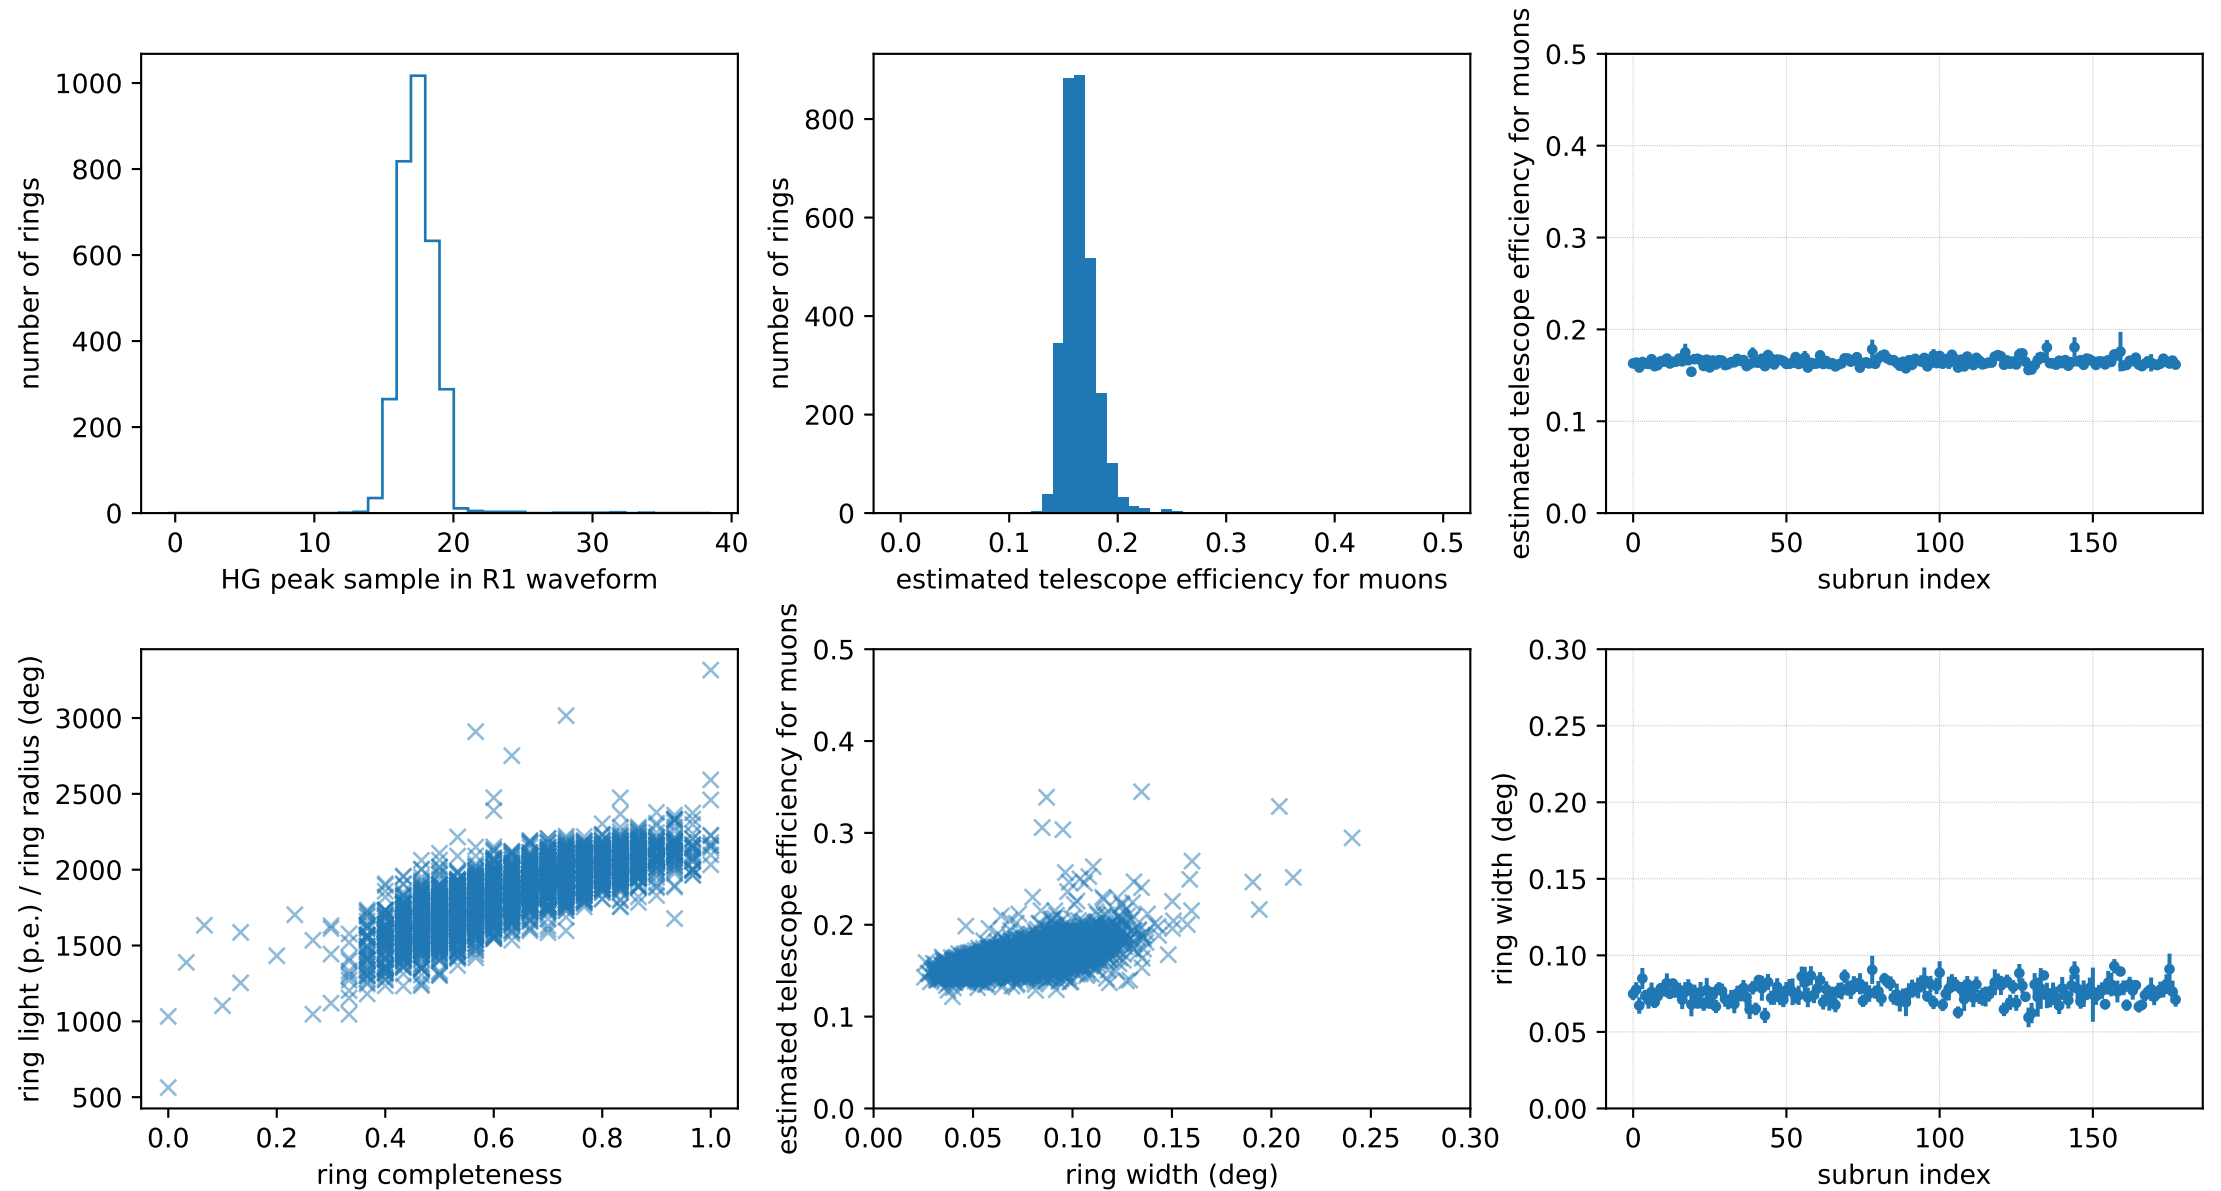 number of rings
1000
800
600
400
200
0
0 10 20 30 40
HG peak sample in R1 waveform
number of rings
800
600
400
200
0
0.0 0.1 0.2 0.3 0.4 0.5
estimated telescope efficiency for muons
estimated telescope efficiency for muons
0.5
0.4
0.3
0.2
0.1
0.0
0 50 100 150
subrun index
ring light (p.e.) / ring radius (deg)
3000
2500
2000
1500
1000
500
0.0 0.2 0.4 0.6 0.8 1.0
ring completeness
estimated telescope efficiency for muons
0.5
0.4
0.3
0.2
0.1
0.0
0.00 0.05 0.10 0.15 0.20 0.25 0.30
ring width (deg)
ring width (deg)
0.30
0.25
0.20
0.15
0.10
0.05
0.00
0 50 100 150
subrun index